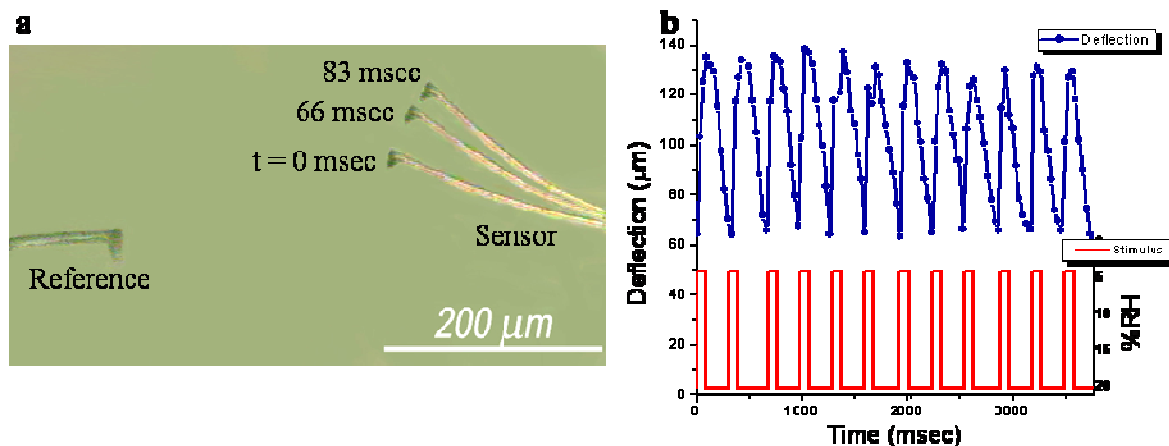 a
83 msec
66 msec
t = 0 msec
Sensor
Reference
200 µm
b
Deflection
140
120
100
80
60
40
20
0
Deflection (µm)
Stimulus
5
10
15
20
%RH
0
1000
2000
3000
Time (msec)